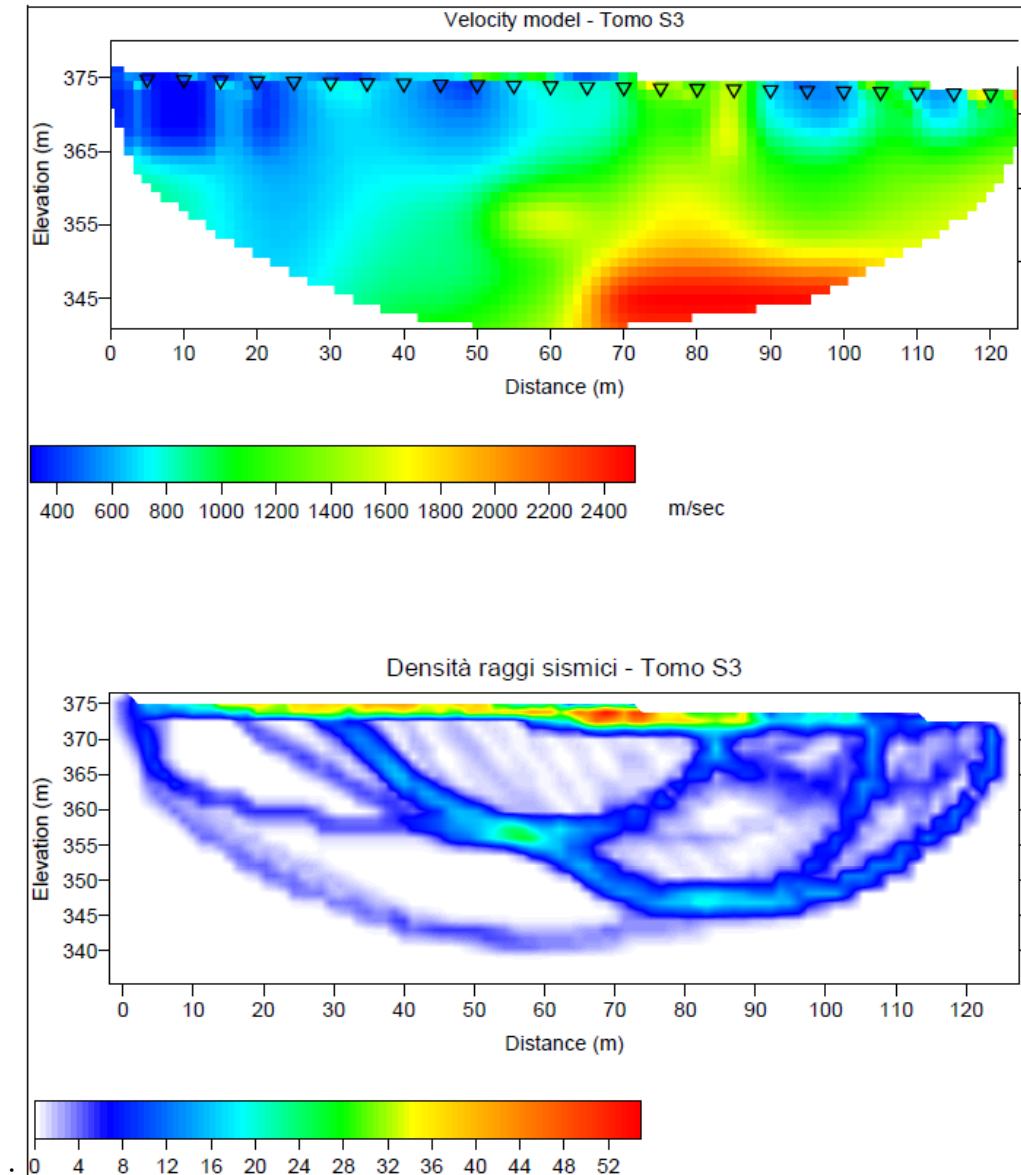 Velocity model - Tomo S3
375
365
355
345
Elevation (m)
0 10 20 30 40 50 60 70 80 90 100 110 120
Distance (m)
400 600 800 1000 1200 1400 1600 1800 2000 2200 2400 m/sec
Densità raggi sismici - Tomo S3
375
370
365
360
355
350
345
340
Elevation (m)
0 10 20 30 40 50 60 70 80 90 100 110 120
Distance (m)
0 4 8 12 16 20 24 28 32 36 40 44 48 52